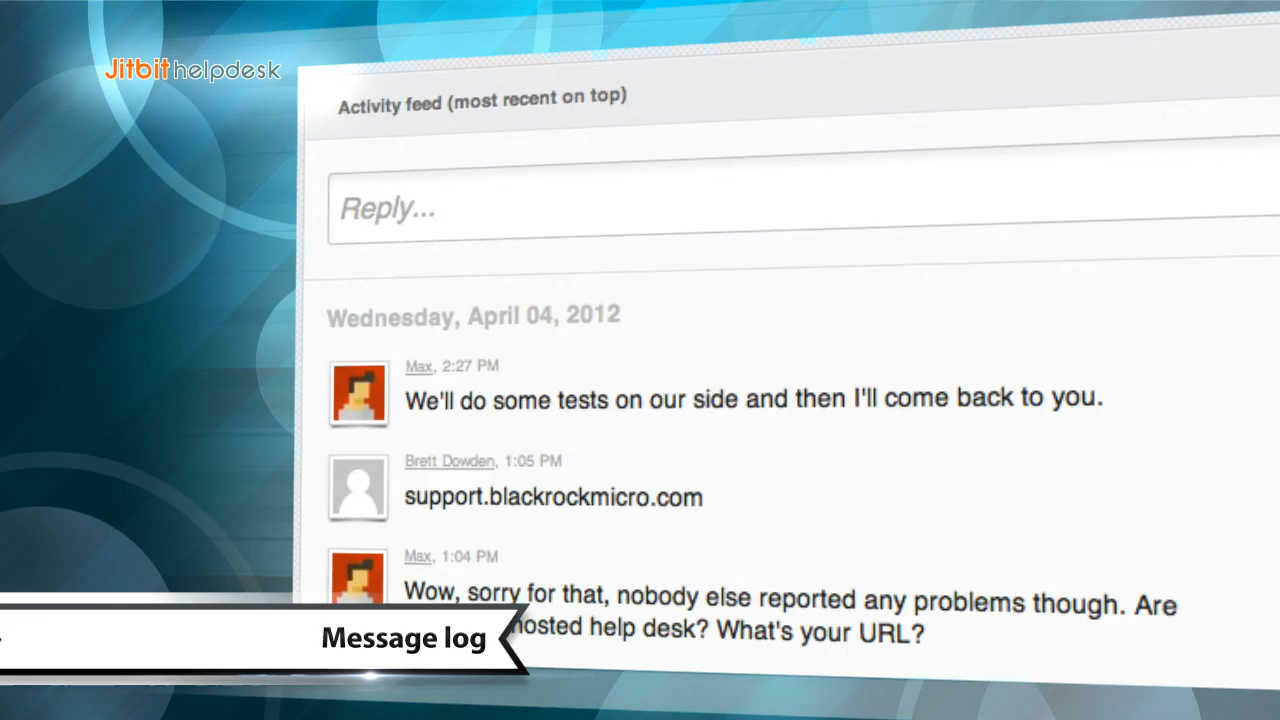 Jitbit helpdesk
Activity feed (most recent on top)
Reply...
Wednesday, April 04, 2012
Max, 2:27 PM
We'll do some tests on our side and then I'll come back to you.
Brett Dowden, 1:05 PM
support.blackrockmicro.com
Max, 1:04 PM
Wow, sorry for that, nobody else reported any problems though. Are
hosted help desk? What's your URL?
Message log